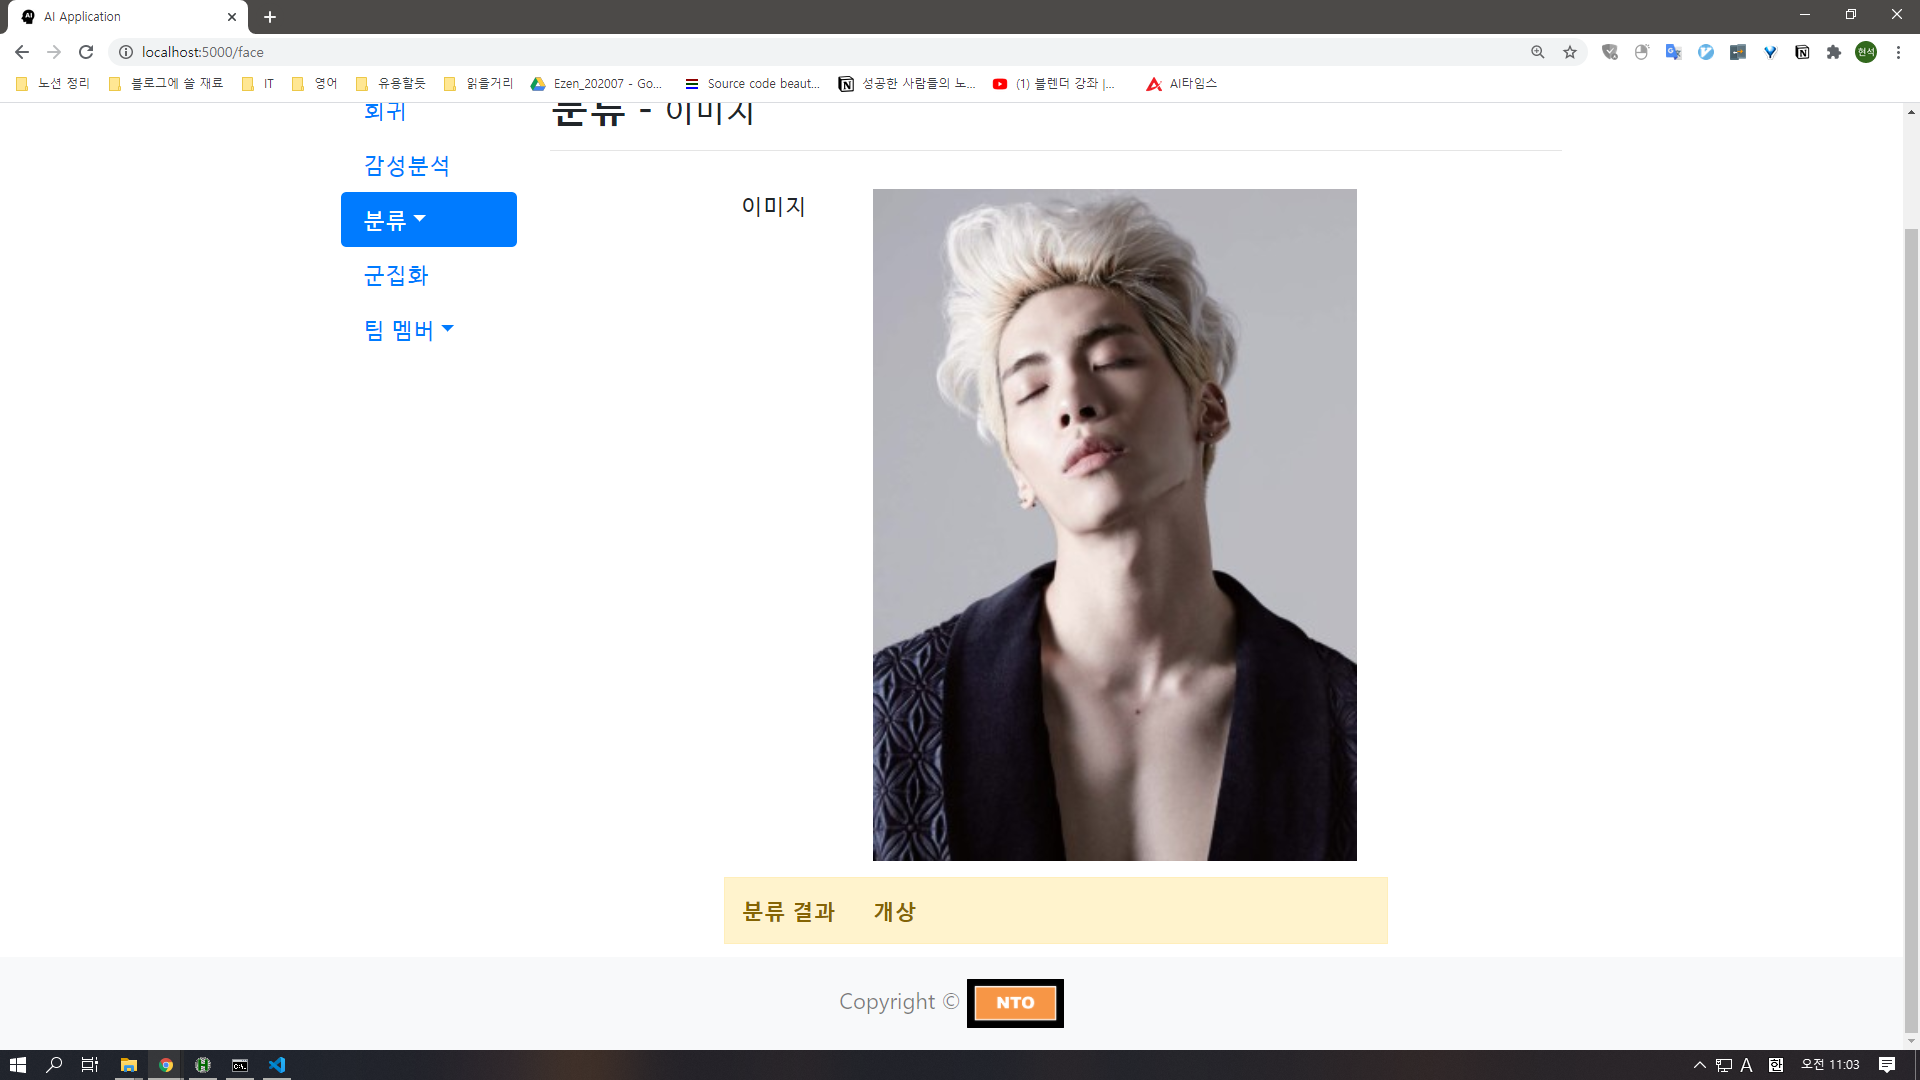 AI Application
localhost:5000/face
현석
노션 정리
블로그에 쓸 재료
IT
영어
유용할듯
읽을거리
Ezen_202007 - Go...
Source code beaut...
성공한 사람들의 노...
(1) 블렌더 강좌 |...
AI타임스
회귀
분류 - 이미지
감성분석
이미지
분류
군집화
팀 멤버
분류 결과 개상
Copyright © NTO
A 한 오전 11:03